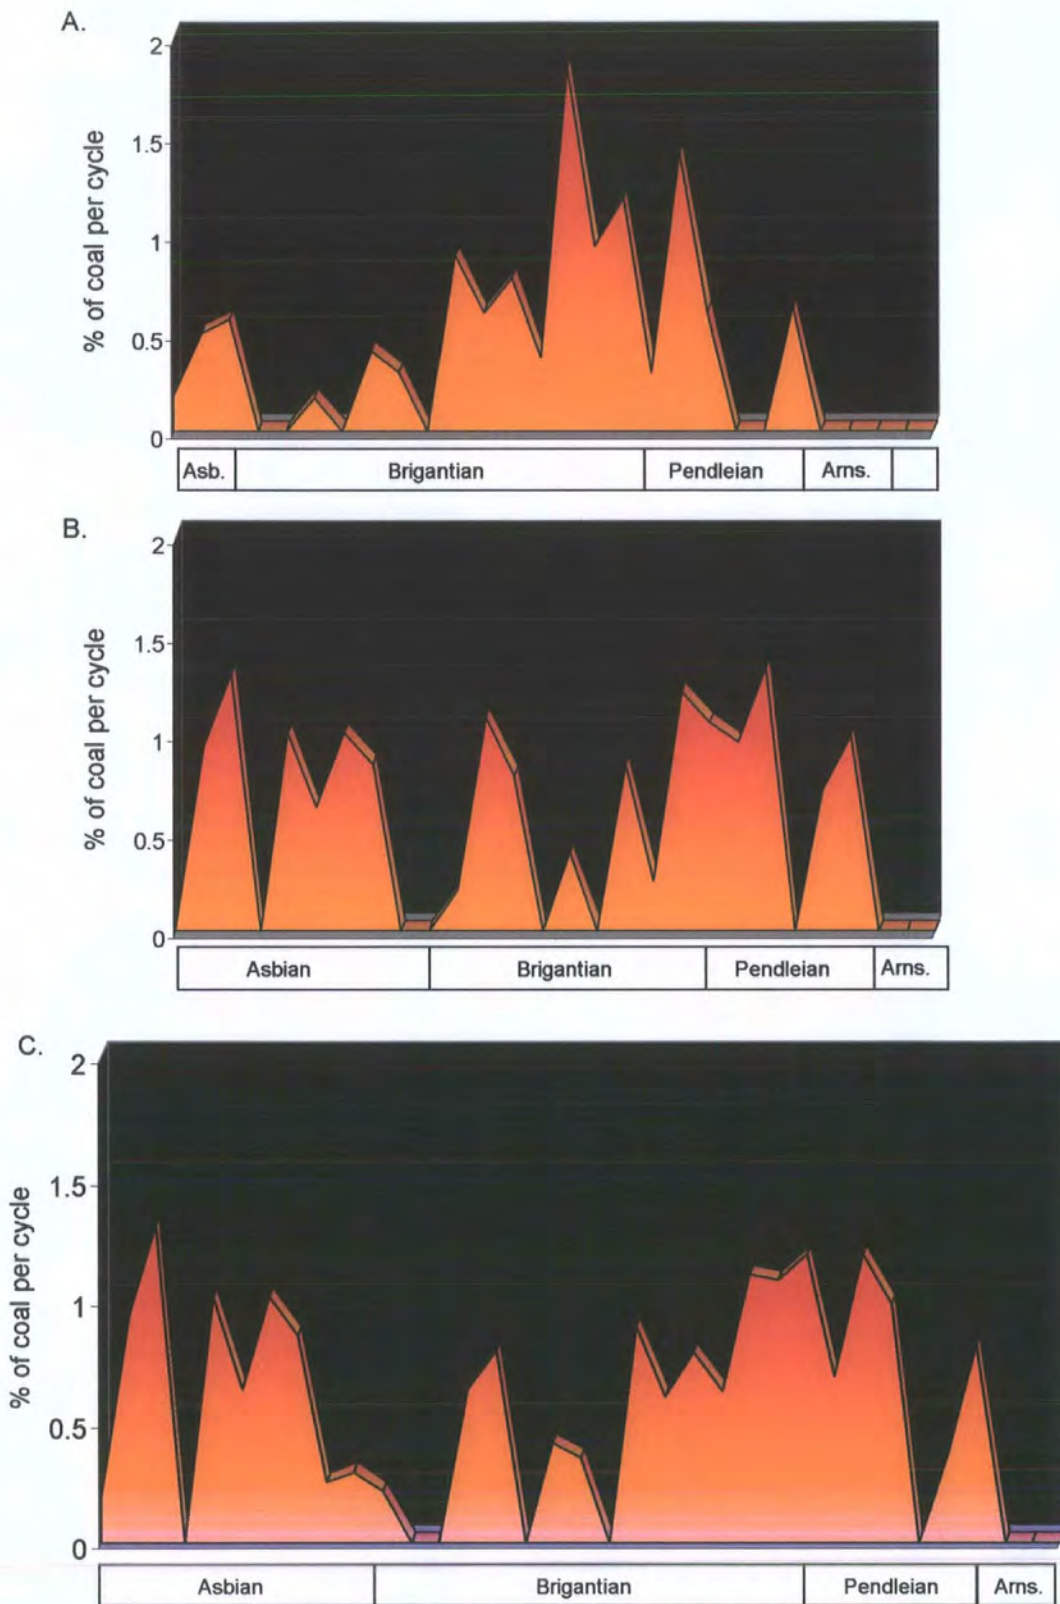 A.
% of coal per cycle
2
1.5
1
0.5
0
Asb. Brigantian Pendleian Arns.
B.
% of coal per cycle
2
1.5
1
0.5
0
Asbian Brigantian Pendleian Arns.
C.
% of coal per cycle
2
1.5
1
0.5
0
Asbian Brigantian Pendleian Arns.